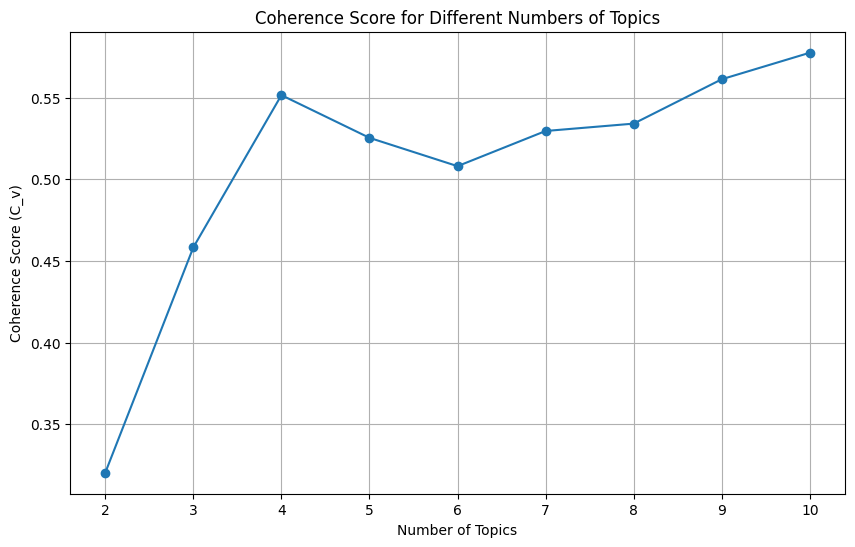 Coherence Score for Different Numbers of Topics
Coherence Score (C_v)
0.55
0.50
0.45
0.40
0.35
2 3 4 5 6 7 8 9 10
Number of Topics